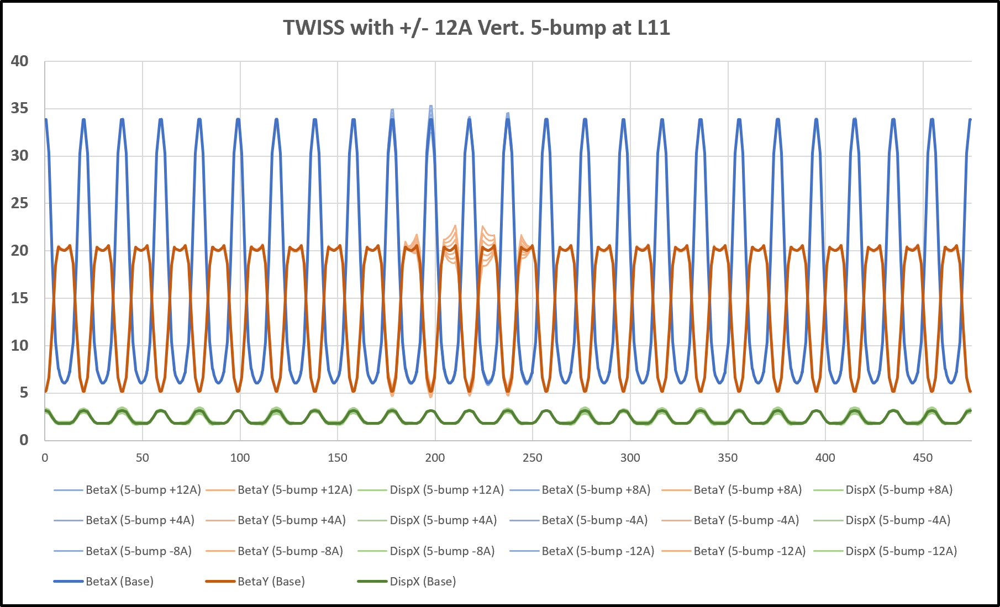 TWISS with +/- 12A Vert. 5-bump at L11
40
35
30
25
20
15
10
5
0
0 50 100 150 200 250 300 350 400 450
BetaX (5-bump +12A) BetaY (5-bump +12A) DispX (5-bump +12A) BetaX (5-bump +8A) BetaY (5-bump +8A) DispX (5-bump +8A)
BetaX (5-bump +4A) BetaY (5-bump +4A) DispX (5-bump +4A) BetaX (5-bump -4A) BetaY (5-bump -4A) DispX (5-bump -4A)
BetaX (5-bump -8A) BetaY (5-bump -8A) DispX (5-bump -8A) BetaX (5-bump -12A) BetaY (5-bump -12A) DispX (5-bump -12A)
BetaX (Base) BetaY (Base) DispX (Base)